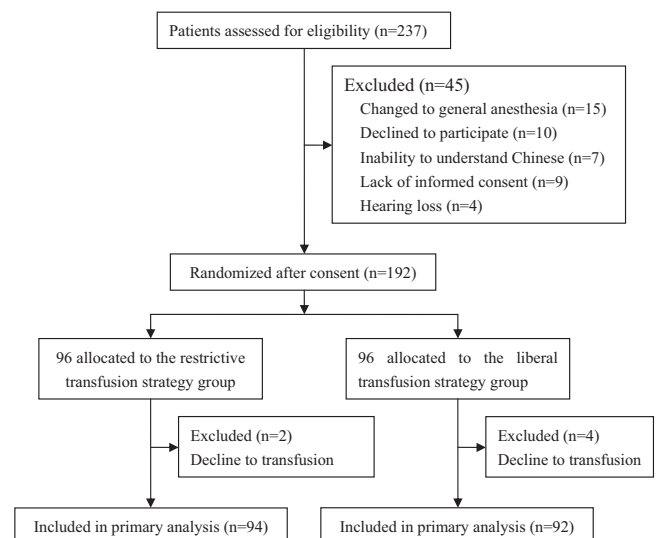 Patients assessed for eligibility (n=237)
Excluded (n=45)
Changed to general anesthesia (n=15)
Declined to participate (n=10)
Inability to understand Chinese (n=7)
Lack of informed consent (n=9)
Hearing loss (n=4)
Randomized after consent (n=192)
96 allocated to the restrictive
transfusion strategy group
96 allocated to the liberal
transfusion strategy group
Excluded (n=2)
Decline to transfusion
Excluded (n=4)
Decline to transfusion
Included in primary analysis (n=94)
Included in primary analysis (n=92)